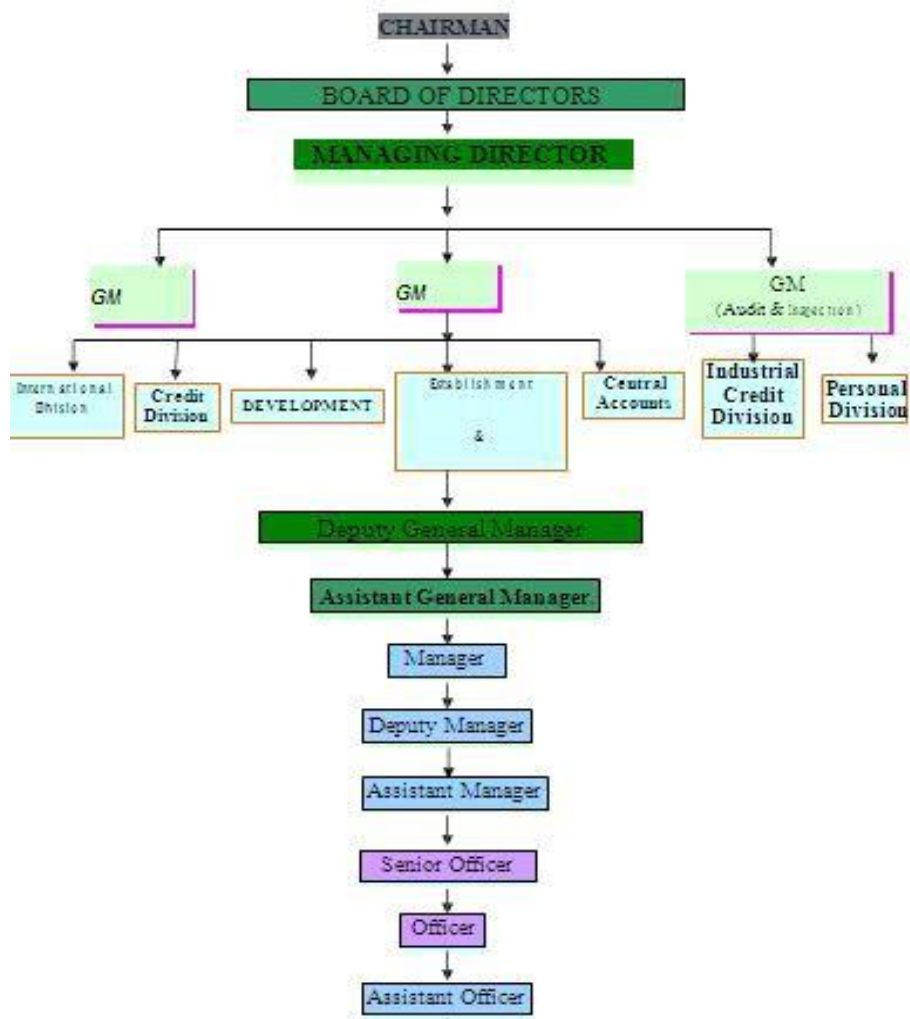 CHAIRMAN
BOARD OF DIRECTORS
MANAGING DIRECTOR
GM
GM
GM
(Audit & Inspection)
International
Division
Credit
Division
DEVELOPMENT
Establishment
&
Central
Accounts
Industrial
Credit
Division
Personal
Division
Deputy General Manager
Assistant General Manager.
Manager
Deputy Manager
Assistant Manager
Senior Officer
Officer
Assistant Officer